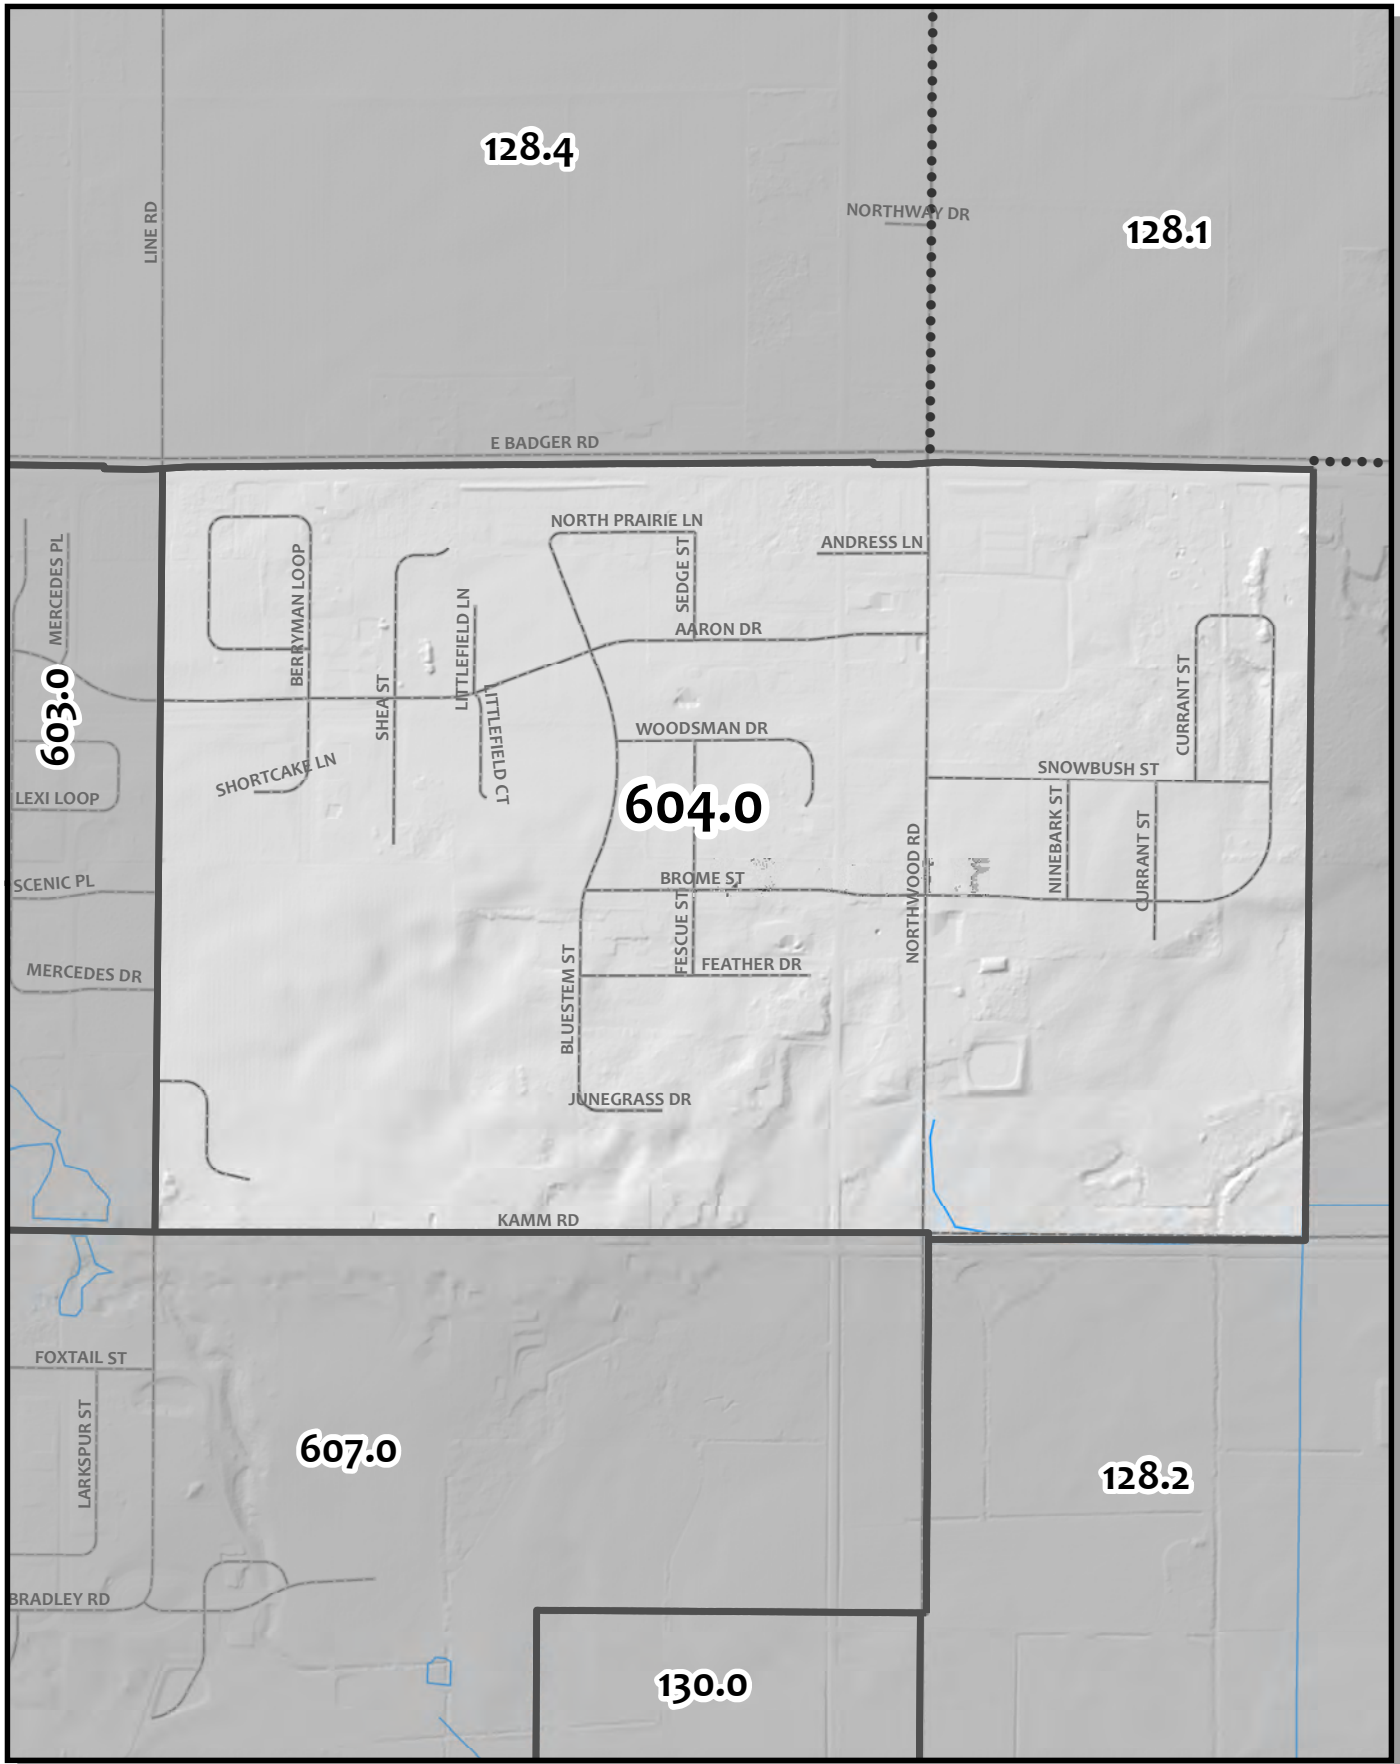 128.4
LINE RD
NORTHWAY DR
128.1
E BADGER RD
NORTH PRAIRIE LN
ANDRESS LN
MERCEDES PL
BERRYMAN LOOP
SEDGE ST
LITTLEFIELD LN
AARON DR
603.0
SHEA ST
LITTLEFIELD CT
CURRANT ST
WOODSMAN DR
SHORTCAKE LN
SNOWBUSH ST
LEXI LOOP
604.0
NINEBARK ST
CURRANT ST
NORTHWOOD RD
SCENIC PL
BROME ST
FESCUE ST
MERCEDES DR
FEATHER DR
BLUESTEM ST
JUNEGRASS DR
KAMM RD
FOXTAIL ST
LARKSPUR ST
607.0
128.2
BRADLEY RD
130.0